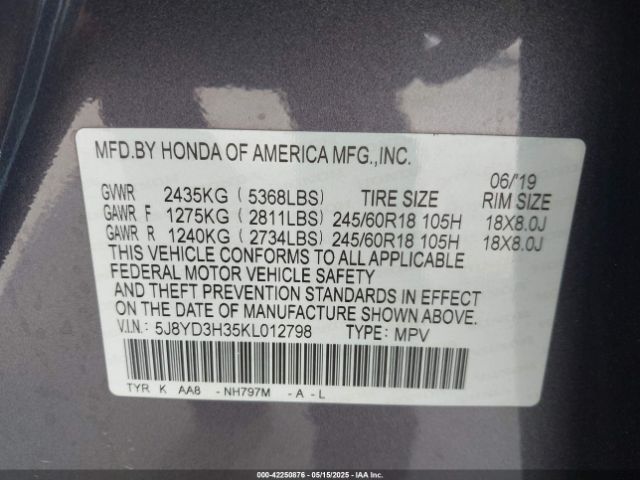 MFD.BY HONDA OF AMERICA MFG.,INC.
06/'19
GVWR 2435KG ( 5368LBS) TIRE SIZE RIM SIZE
GAWR F 1275KG ( 2811LBS) 245/60R18 105H 18X8.0J
GAWR R 1240KG ( 2734LBS) 245/60R18 105H 18X8.0J
THIS VEHICLE CONFORMS TO ALL APPLICABLE
FEDERAL MOTOR VEHICLE SAFETY
AND THEFT PREVENTION STANDARDS IN EFFECT
ON THE DATE OF MANUFACTURE SHOWN ABOVE.
V.I.N.: 5J8YD3H35KL012798 TYPE: MPV
TYR K AA8 - NH797M - A - L
000-42250876 - 05/15/2025 - IAA Inc.